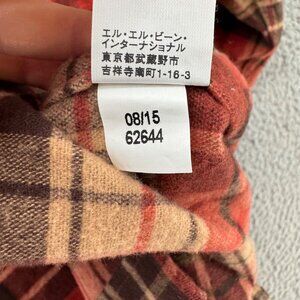 エル・エル・ビーン・
インターナショナル
東京都武蔵野市
吉祥寺南町1-16-3
08/15
62644